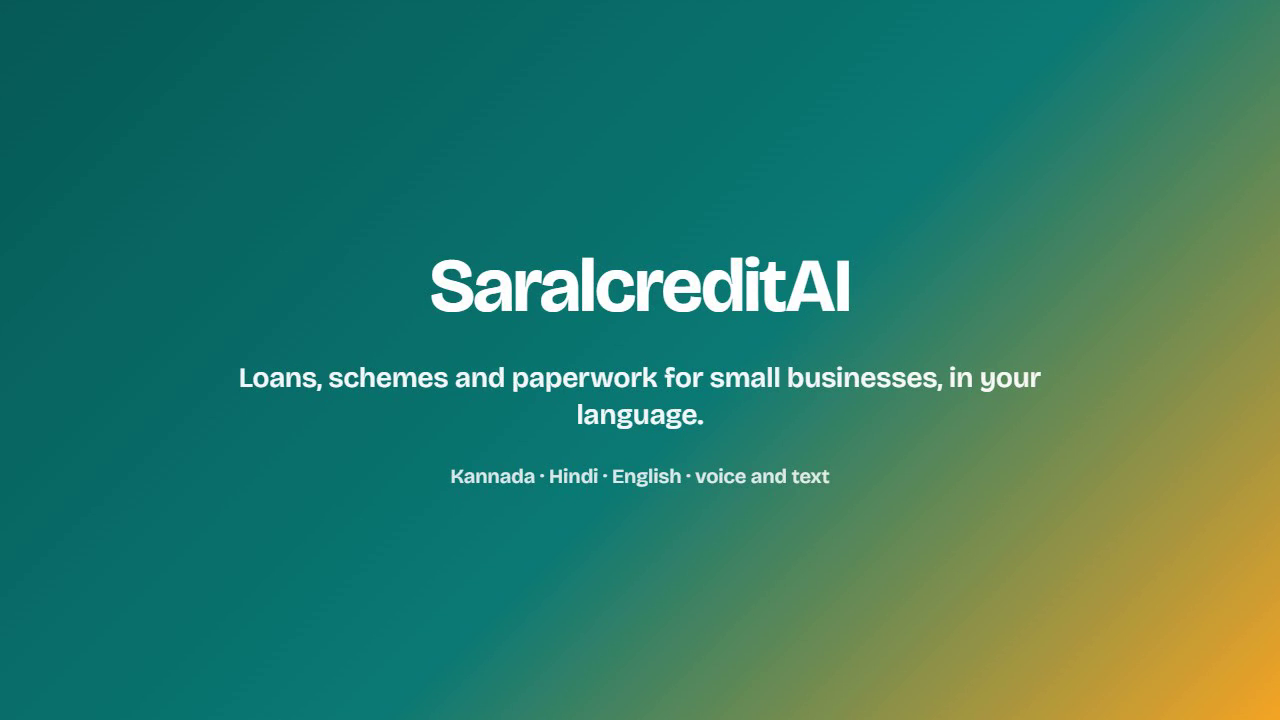 SaralcreditAI
Loans, schemes and paperwork for small businesses, in your
language.
Kannada · Hindi · English · voice and text